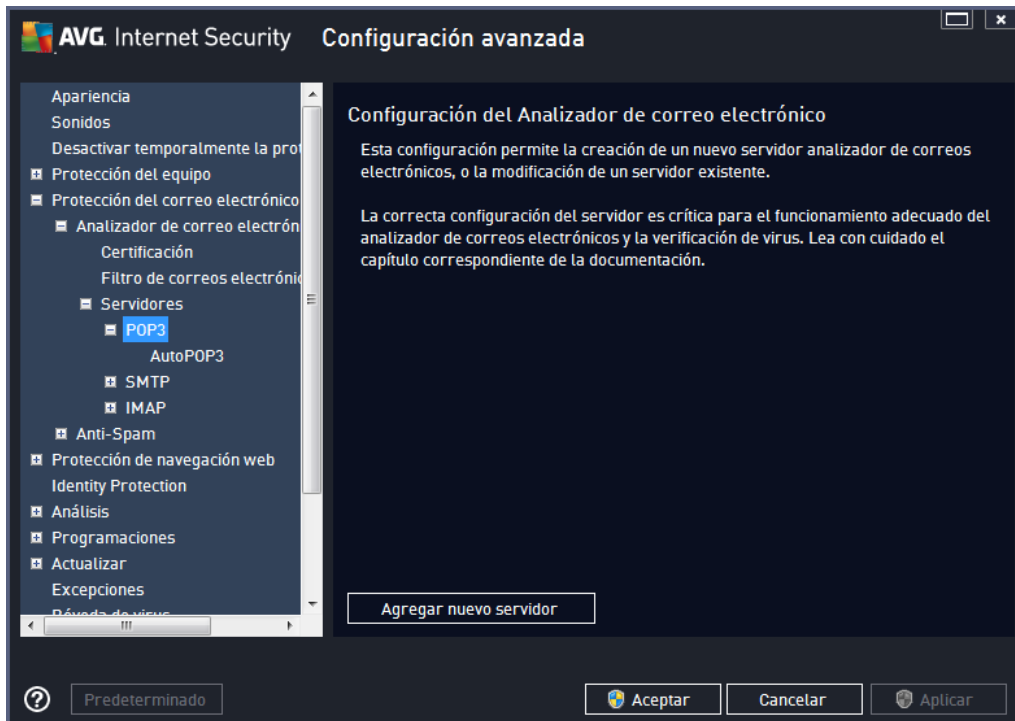 AVG. Internet Security Configuración avanzada
Apariencia
Sonidos
Desactivar temporalmente la prot
Protección del equipo
Protección del correo electrónico
Analizador de correo electrón
Certificación
Filtro de correos electrónic
Servidores
POP3
AutoPOP3
SMTP
IMAP
Anti-Spam
Protección de navegación web
Identity Protection
Análisis
Programaciones
Actualizar
Excepciones
Bóveda de virus
Configuración del Analizador de correo electrónico
Esta configuración permite la creación de un nuevo servidor analizador de correos
electrónicos, o la modificación de un servidor existente.
La correcta configuración del servidor es crítica para el funcionamiento adecuado del
analizador de correos electrónicos y la verificación de virus. Lea con cuidado el
capítulo correspondiente de la documentación.
Agregar nuevo servidor
Predeterminado
Aceptar
Cancelar
Aplicar